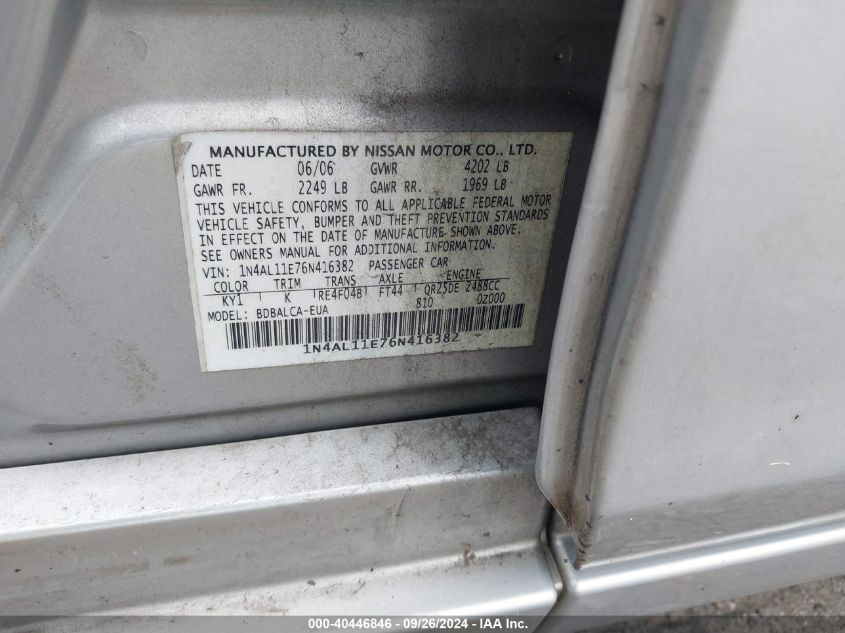 MANUFACTURED BY NISSAN MOTOR CO., LTD.
DATE 06/06 GVWR 4202 LB
GAWR FR. 2249 LB GAWR RR. 1969 LB
THIS VEHICLE CONFORMS TO ALL APPLICABLE FEDERAL MOTOR
VEHICLE SAFETY, BUMPER AND THEFT PREVENTION STANDARDS
IN EFFECT ON THE DATE OF MANUFACTURE SHOWN ABOVE.
SEE OWNERS MANUAL FOR ADDITIONAL INFORMATION.
VIN: 1N4AL11E76N416382 PASSENGER CAR
COLOR TRIM TRANS AXLE ENGINE
KY1 K RE4F04B FT44 QR25DE 2488CC
MODEL: BDBALCA-EUA 810 0Z000
1N4AL11E76N416382
000-40446846 - 09/26/2024 - IAAI.com